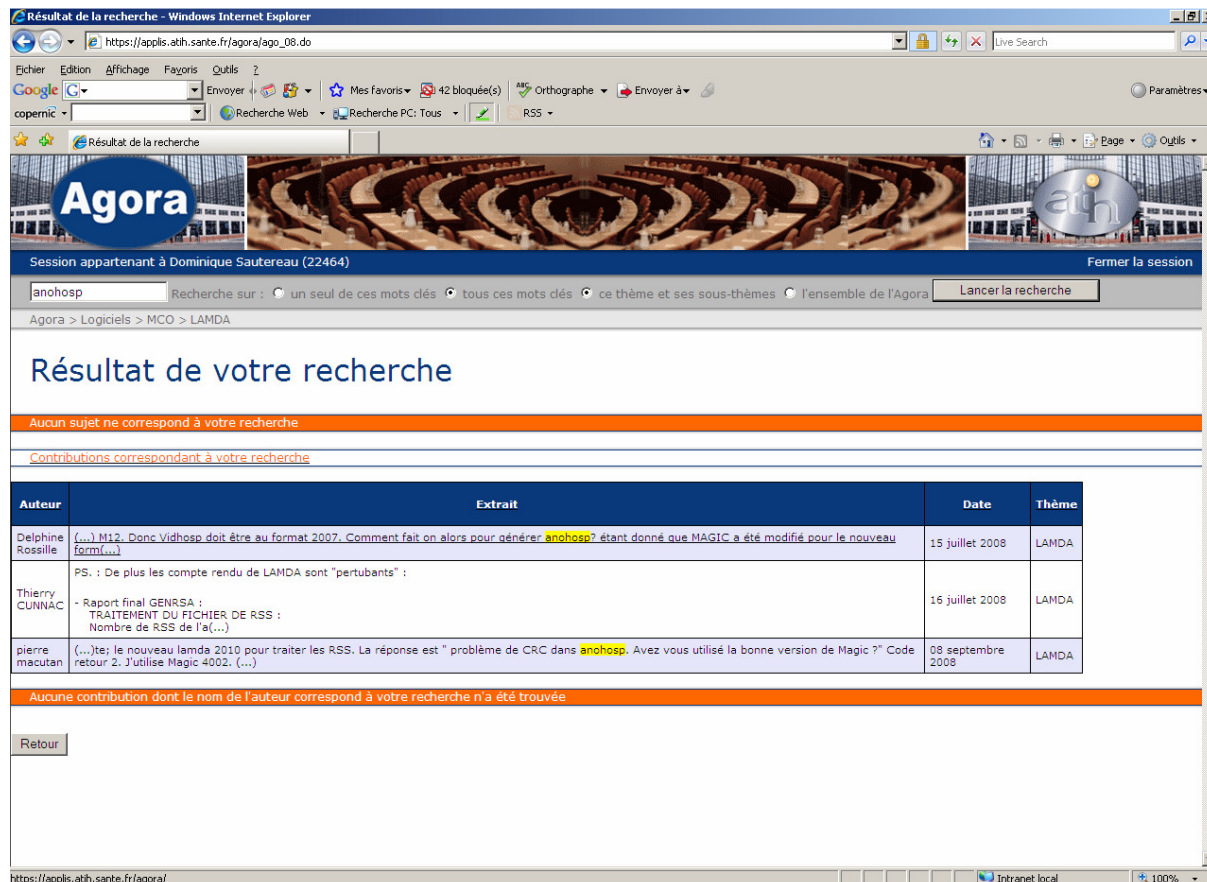 Résultat de la recherche - Windows Internet Explorer
https://applis.atih.sante.fr/agora/ago_08.do
Live Search
Fichier Edition Affichage Favoris Outils ?
Google G Envoyer Mes favoris 42 bloquée(s) ABC Orthographe Envoyer à Paramètres
copernic Recherche Web Recherche PC: Tous RSS
Résultat de la recherche
Page Outils
Agora
atih
Session appartenant à Dominique Sautereau (22464) Fermer la session
anohosp Recherche sur : un seul de ces mots clés tous ces mots clés ce thème et ses sous-thèmes l'ensemble de l'Agora Lancer la recherche
Agora > Logiciels > MCO > LAMDA
Résultat de votre recherche
Aucun sujet ne correspond à votre recherche
Contributions correspondant à votre recherche
Auteur Extrait Date Thème
Delphine Rossille (...) M12. Donc Vidhosp doit être au format 2007. Comment fait on alors pour générer anohosp? étant donné que MAGIC a été modifié pour le nouveau
form(...)
15 juillet 2008 LAMDA
Thierry CUNNAC
PS. : De plus les compte rendu de LAMDA sont "pertubants" :
- Raport final GENRSA :
TRAITEMENT DU FICHIER DE RSS :
Nombre de RSS de l'a(...)
16 juillet 2008 LAMDA
pierre macutan (...)te; le nouveau lamda 2010 pour traiter les RSS. La réponse est " problème de CRC dans anohosp. Avez vous utilisé la bonne version de Magic ?" Code
retour 2. J'utilise Magic 4002. (...)
08 septembre 2008 LAMDA
Aucune contribution dont le nom de l'auteur correspond à votre recherche n'a été trouvée
Retour
https://applis.atih.sante.fr/agora/ Intranet local 100%